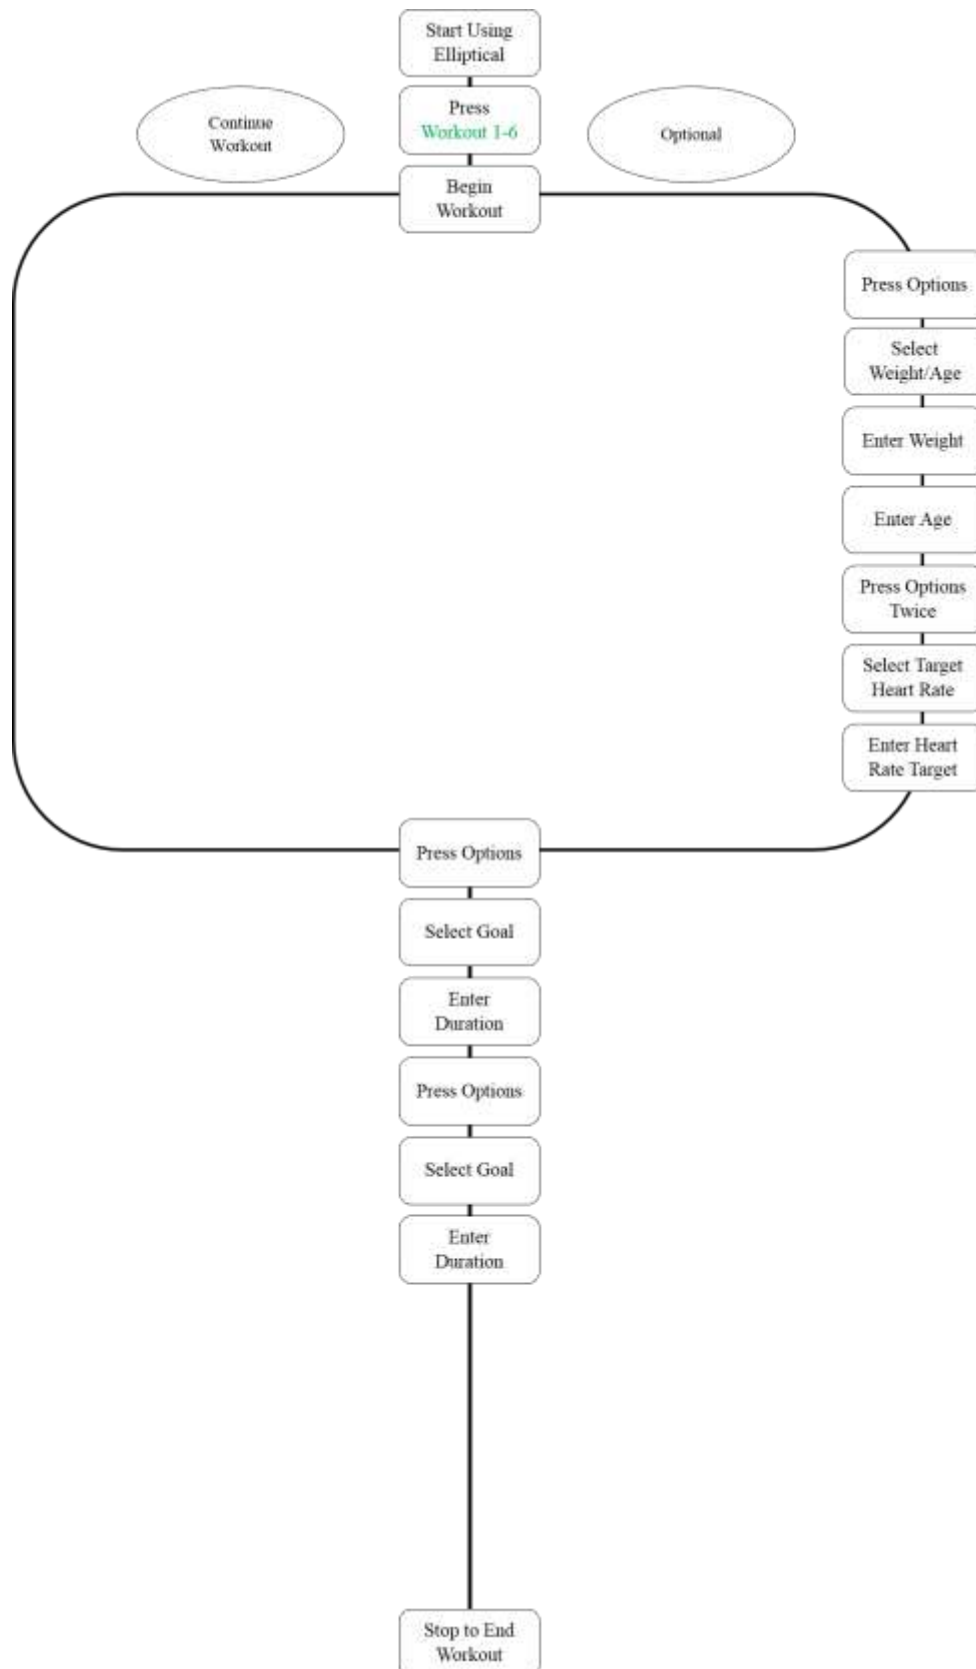 Start Using
Elliptical
Continue
Workout
Press
Workout 1-6
Optional
Begin
Workout
Press Options
Select
Weight/Age
Enter Weight
Enter Age
Press Options
Twice
Select Target
Heart Rate
Enter Heart
Rate Target
Press Options
Select Goal
Enter
Duration
Press Options
Select Goal
Enter
Duration
Stop to End
Workout